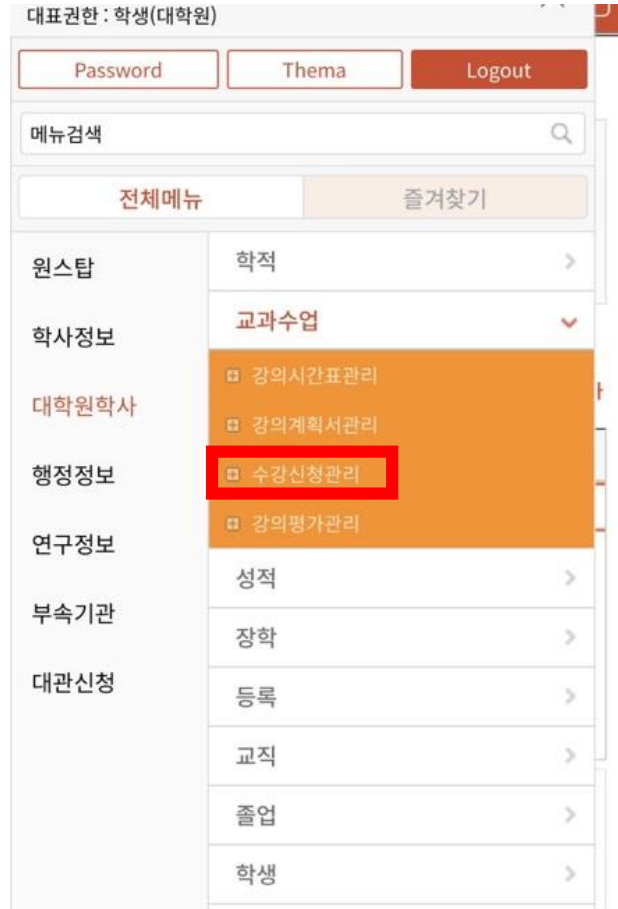 대표권한 : 학생(대학원)
Password Thema Logout
메뉴검색
전체메뉴 즐겨찾기
원스탑
학사정보
대학원학사
행정정보
연구정보
부속기관
대관신청
학적
교과수업
강의시간표관리
강의계획서관리
수강신청관리
강의평가관리
성적
장학
등록
교직
졸업
학생